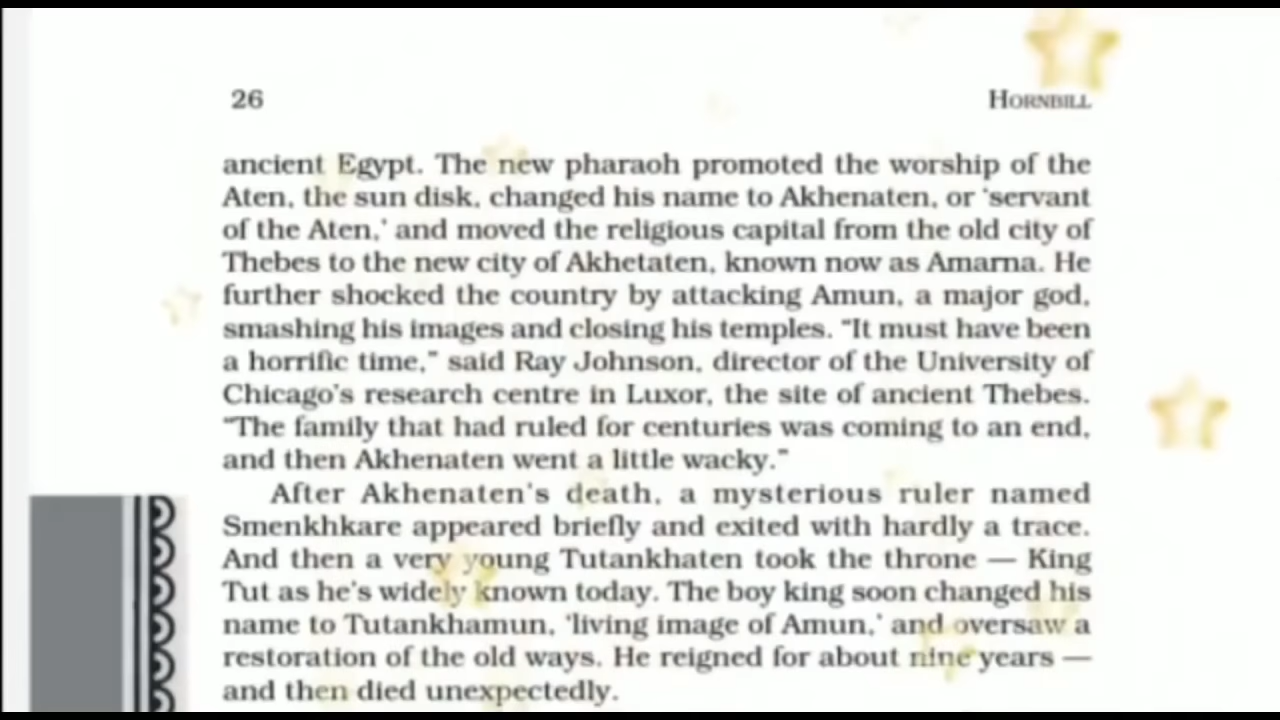 26 HORNBILL
ancient Egypt. The new pharaoh promoted the worship of the
Aten, the sun disk, changed his name to Akhenaten, or ‘servant
of the Aten,’ and moved the religious capital from the old city of
Thebes to the new city of Akhetaten, known now as Amarna. He
further shocked the country by attacking Amun, a major god,
smashing his images and closing his temples. “It must have been
a horrific time,” said Ray Johnson, director of the University of
Chicago’s research centre in Luxor, the site of ancient Thebes.
“The family that had ruled for centuries was coming to an end,
and then Akhenaten went a little wacky.”
After Akhenaten’s death, a mysterious ruler named
Smenkhkare appeared briefly and exited with hardly a trace.
And then a very young Tutankhaten took the throne — King
Tut as he’s widely known today. The boy king soon changed his
name to Tutankhamun, ‘living image of Amun,’ and oversaw a
restoration of the old ways. He reigned for about nine years —
and then died unexpectedly.